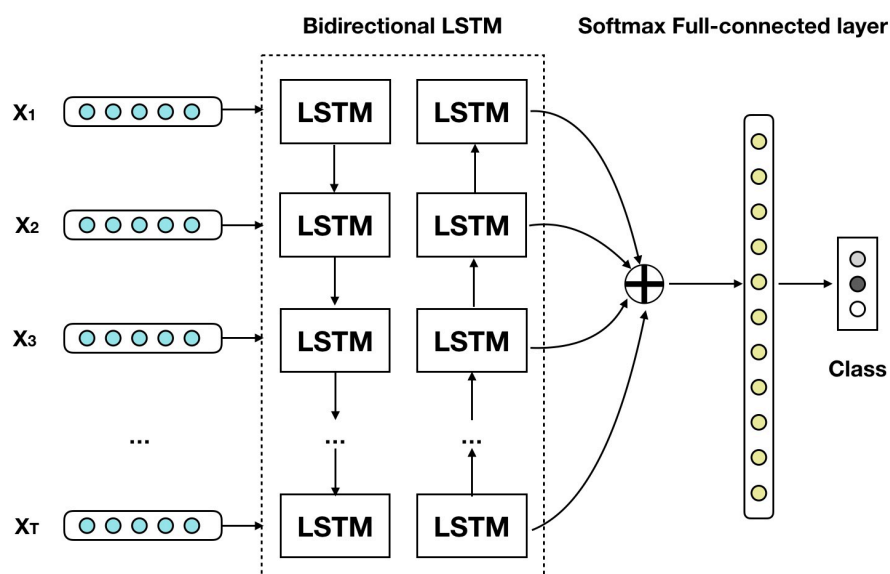 Bidirectional LSTM Softmax Full-connected layer
X1 LSTM LSTM
X2 LSTM LSTM
X3 LSTM LSTM
Class
... ... ...
XT LSTM LSTM